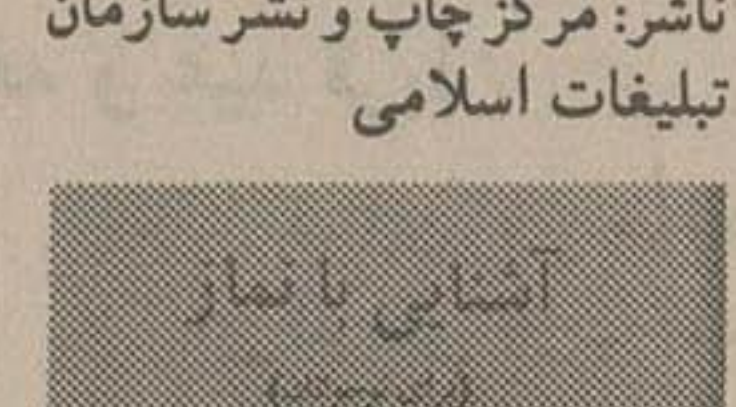 ناشر: مرکز چاپ و نشر سازمان
تبلیغات اسلامی
آشنایی با نماز